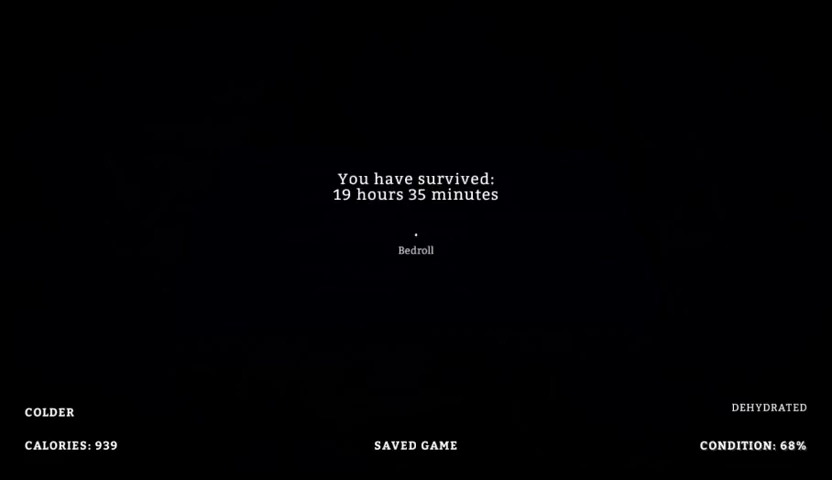 You have survived:
19 hours 35 minutes
Bedroll
COLDER
DEHYDRATED
CALORIES: 939
SAVED GAME
CONDITION: 68%